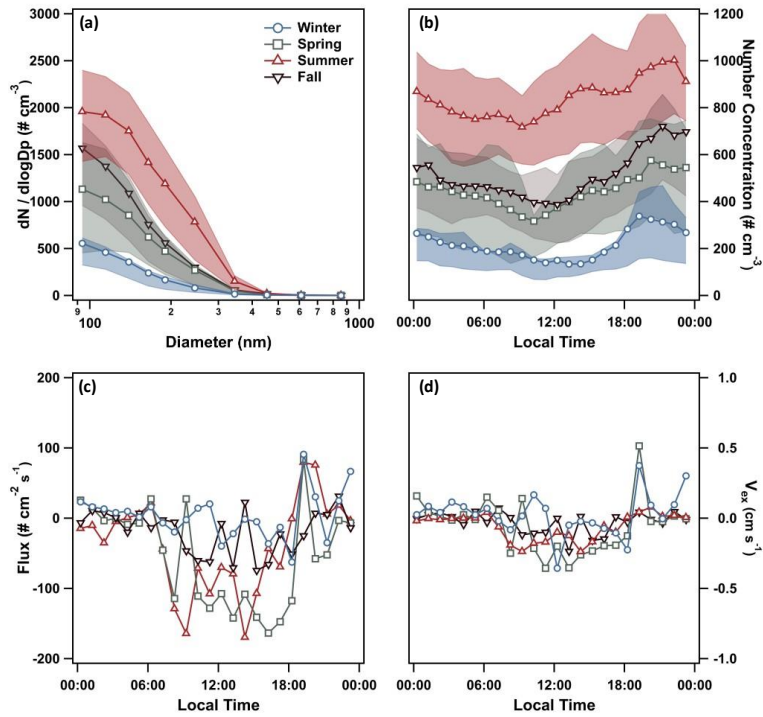 (a)
3000
2500
2000
1500
1000
500
0
dN / dlogDp (# cm-3)
Winter
Spring
Summer
Fall
9 100 2 3 4 5 6 7 8 9 1000
Diameter (nm)
(b)
1200
1000
800
600
400
200
0
Number Concentraiton (# cm-3)
00:00 06:00 12:00 18:00 00:00
Local Time
(c)
200
100
0
-100
-200
Flux (# cm-2 s-1)
00:00 06:00 12:00 18:00 00:00
Local Time
(d)
1.0
0.5
0.0
-0.5
-1.0
Vex (cm s-1)
00:00 06:00 12:00 18:00 00:00
Local Time